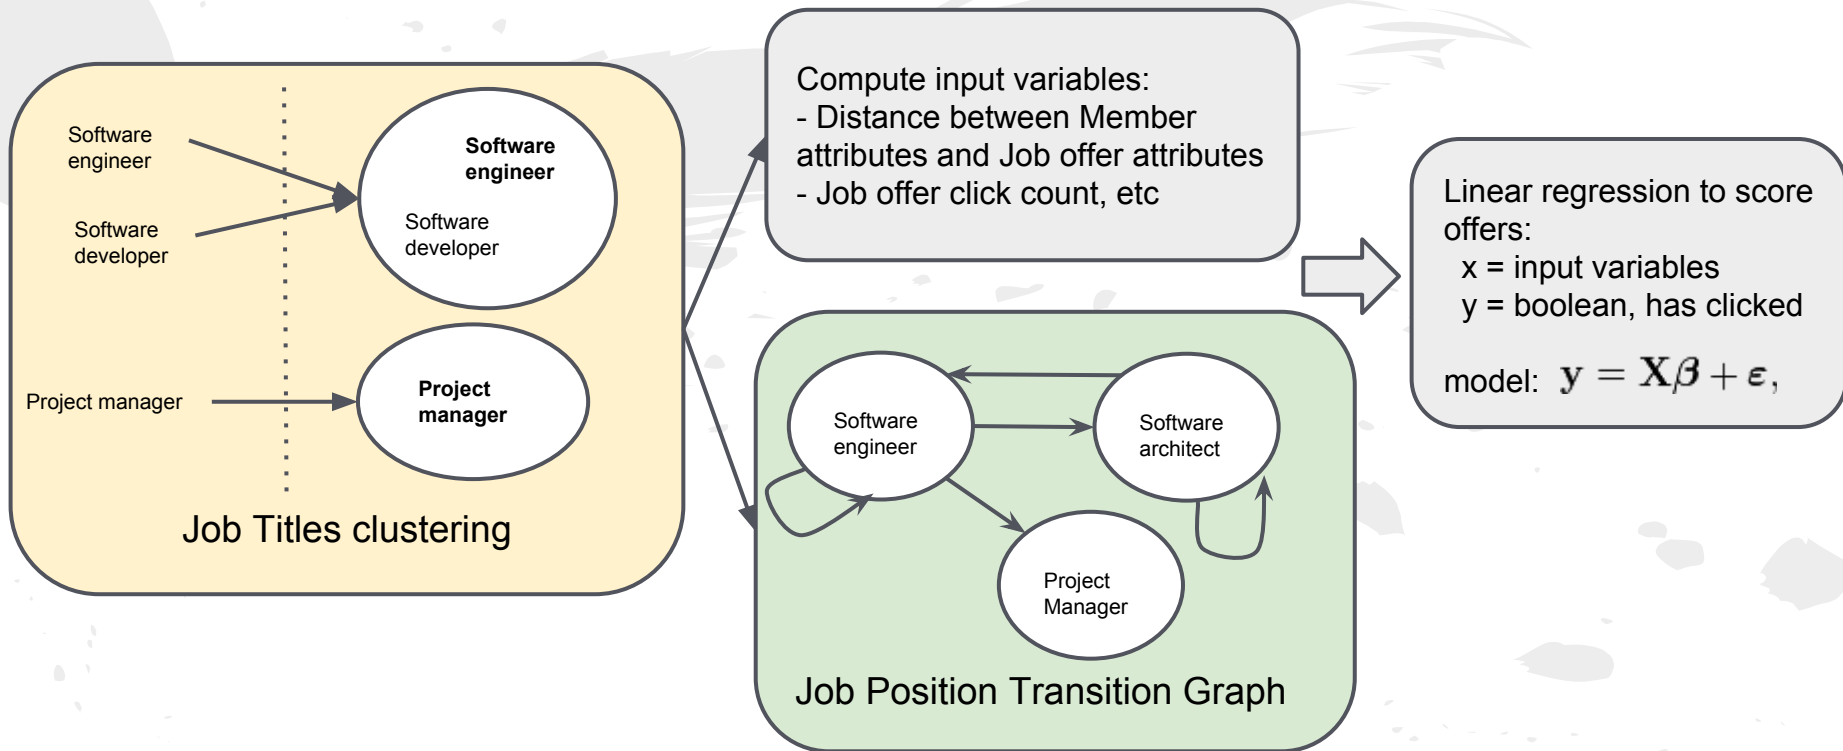 Software
engineer
Software
developer
Project manager
Software
engineer
Software
developer
Project
manager
Job Titles clustering
Compute input variables:
- Distance between Member
attributes and Job offer attributes
- Job offer click count, etc
Software
engineer
Software
architect
Project
Manager
Job Position Transition Graph
Linear regression to score
offers:
x = input variables
y = boolean, has clicked
model: y = Xβ + ε,